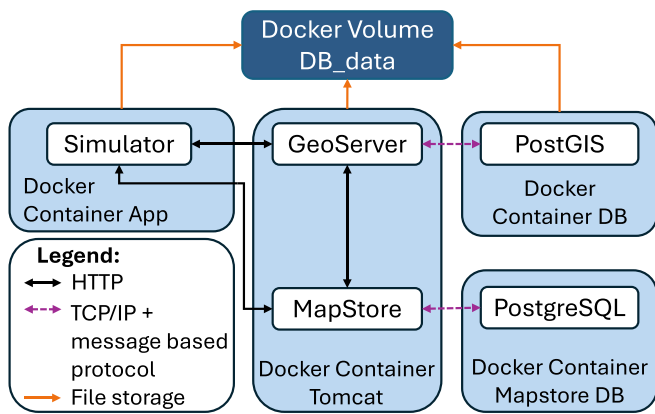 Docker Volume
DB_data
Simulator
Docker
Container App
GeoServer
MapStore
Docker Container
Tomcat
PostGIS
Docker
Container DB
PostgreSQL
Docker Container
Mapstore DB
Legend:
HTTP
TCP/IP +
message based
protocol
File storage